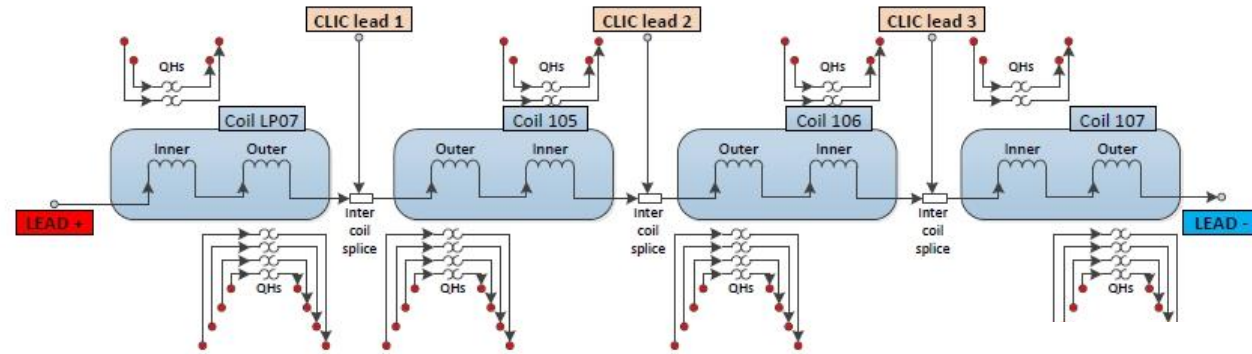 CLIC lead 1
CLIC lead 2
CLIC lead 3
QHs
QHs
QHs
QHs
Coil LP07
Coil 105
Coil 106
Coil 107
Inner
Outer
Outer
Inner
Outer
Inner
Inner
Outer
LEAD +
Inter
coil
splice
Inter
coil
splice
Inter
coil
splice
LEAD -
QHs
QHs
QHs
QHs